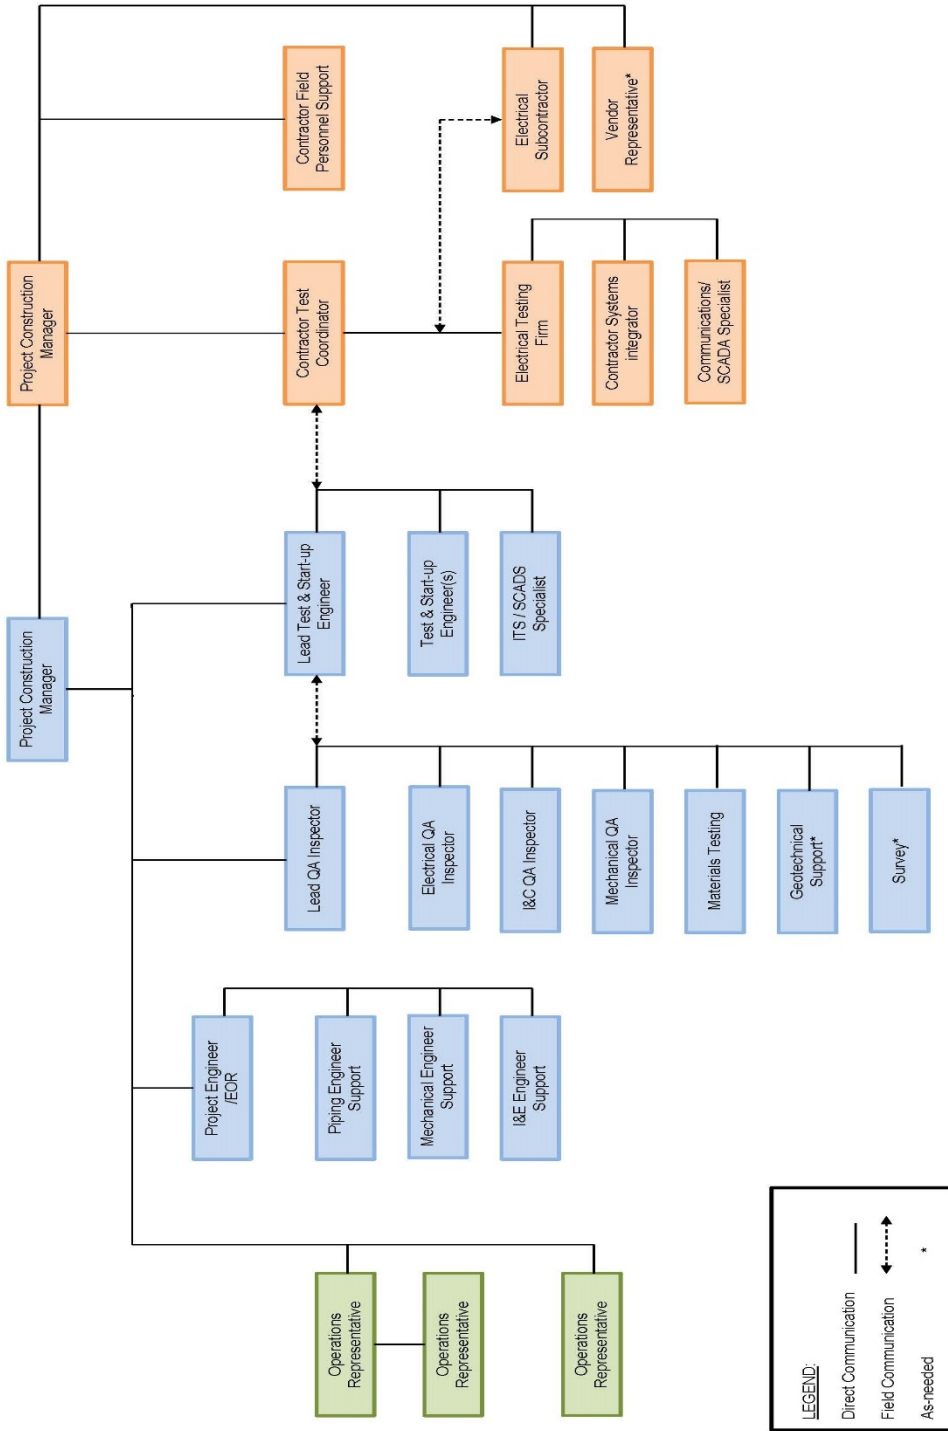 Project Construction
Manager
Project Construction
Manager
Operations
Representative
Operations
Representative
Operations
Representative
Project Engineer
/EOR
Piping Engineer
Support
Mechanical Engineer
Support
I&E Engineer
Support
Lead QA Inspector
Electrical QA
Inspector
I&C QA Inspector
Mechanical QA
Inspector
Materials Testing
Geotechnical
Support*
Survey*
Lead Test & Start-up
Engineer
Test & Start-up
Engineer(s)
ITS / SCADS
Specialist
Contractor Test
Coordinator
Electrical Testing
Firm
Contractor Systems
integrator
Communications/
SCADA Specialist
Contractor Field
Personnel Support
Electrical
Subcontractor
Vendor
Representative*
LEGEND:
Direct Communication
Field Communication
As-needed *